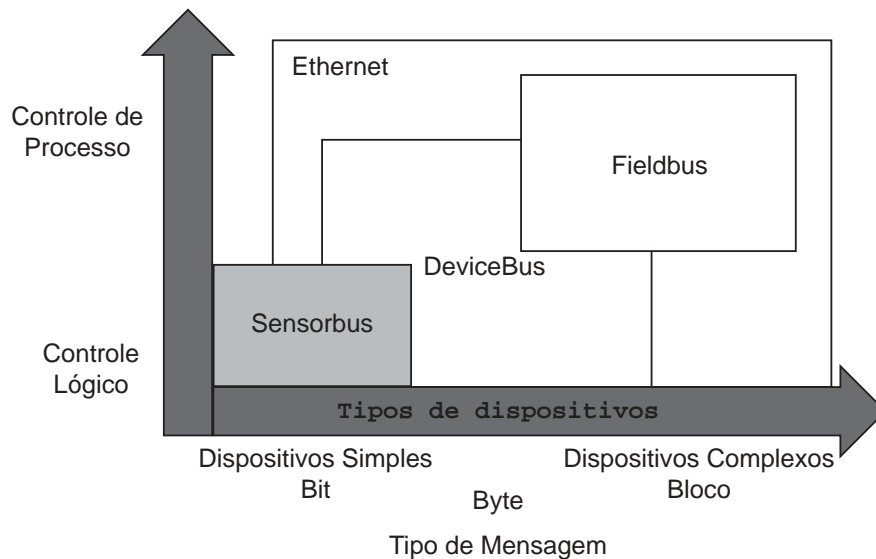 Ethernet
Controle de
Processo
Fieldbus
DeviceBus
Sensorbus
Controle
Lógico
Tipos de dispositivos
Dispositivos Simples
Bit
Byte
Dispositivos Complexos
Bloco
Tipo de Mensagem